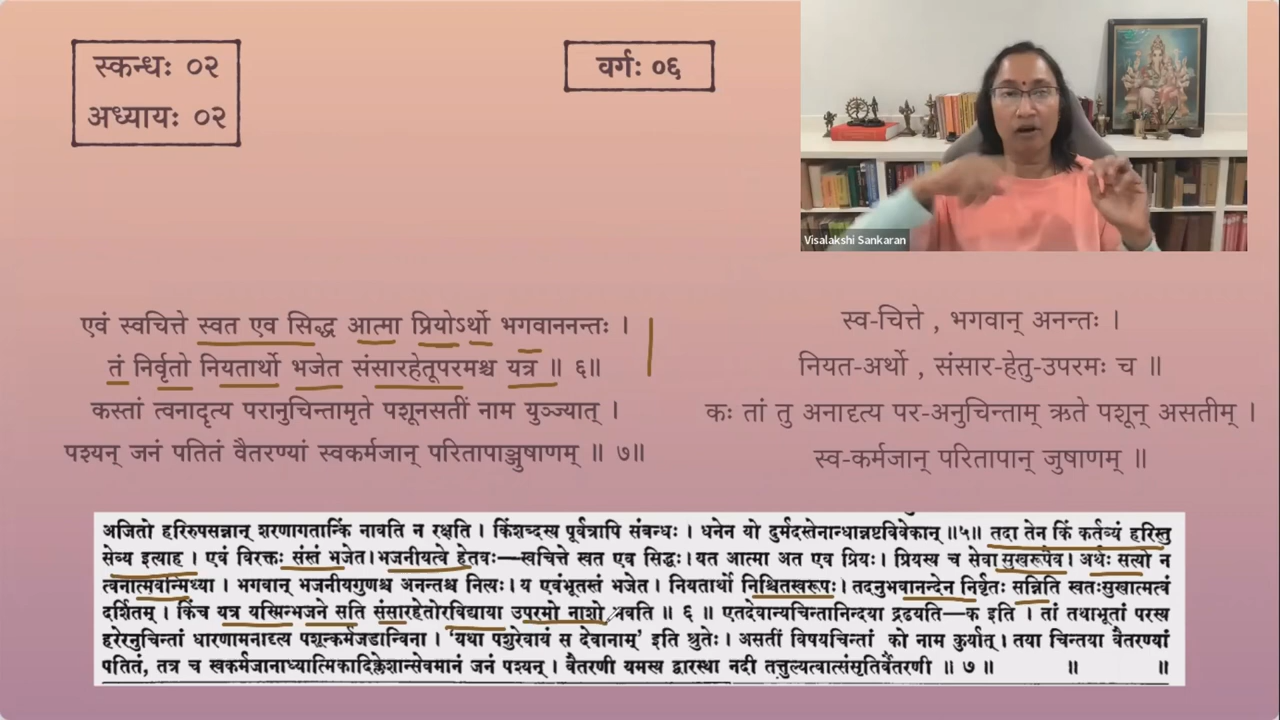 स्कन्धः ०२
अध्यायः ०२
वर्गः ०६
Visalakshi Sankaran
एवं स्वचित्ते स्वत एव सिद्ध आत्मा प्रियोऽर्थो भगवाननन्तः ।
तं निर्वृतो नियतार्थो भजेत संसारहेतूपरमश्च यत्र ॥ ६॥
कस्तां त्वनादृत्य परानुचिन्तामृते पशूनसतीं नाम युञ्ज्यात् ।
पश्यन् जनं पतितं वैतरण्यां स्वकर्मजान् परितापाञ्जुषाणम् ॥ ७॥
स्व-चित्ते , भगवान् अनन्तः ।
नियत-अर्थो , संसार-हेतु-उपरमः च ॥
कः तां तु अनादृत्य पर-अनुचिन्ताम् ऋते पशून् असतीम् ।
स्व-कर्मजान् परितापान् जुषाणम् ॥
अजितो हरिरुपसन्नान् शरणागतान्किं नावति न रक्षति । किंशब्दस्य पूर्वत्रापि संबन्धः । धनेन यो दुर्मदस्तेनान्धान्नष्टविवेकान् ॥५॥ तदा तेन किं कर्तव्यं हरिस्तु
सेव्य इत्याह । एवं विरक्तः संस्तं भजेत । भजनीयत्वे हेतवः—स्वचित्ते स्वत एव सिद्धः । यत आत्मा अत एव प्रियः । प्रियस्य च सेवा सुखरूपैव । अर्थः सत्यो न
त्वनात्मवन्मिथ्या । भगवान् भजनीयगुणश्च अनन्तश्च नित्यः । य एवंभूतस्तं भजेत । नियतार्थो निश्चितस्वरूपः । तदनुभवानन्देन निर्वृतः सन्निति स्वतःसुखात्मत्वं
दर्शितम् । किंच यत्र यस्मिन्भजने सति संसारहेतोरविद्याया उपरमो नाशो भवति ॥ ६ ॥ एतदेवान्यचिन्तानिन्दया द्रढयति—क इति । तां तथाभूतां परस्य
हरेरनुचिन्तां धारणामनादृत्य पशून्कर्मजडान्विना । 'यथा पशुरेवायं स देवानाम्' इति श्रुतेः । असतीं विषयचिन्तां को नाम कुर्यात् । तया चिन्तया वैतरण्यां
पतितं, तत्र च स्वकर्मजानाध्यात्मिकादिक्लेशान्सेवमानं जनं पश्यन् । वैतरणी यमस्य द्वारस्था नदी तत्तुल्यत्वात्संसृतिर्वैतरणी ॥ ७ ॥ ॥ ॥